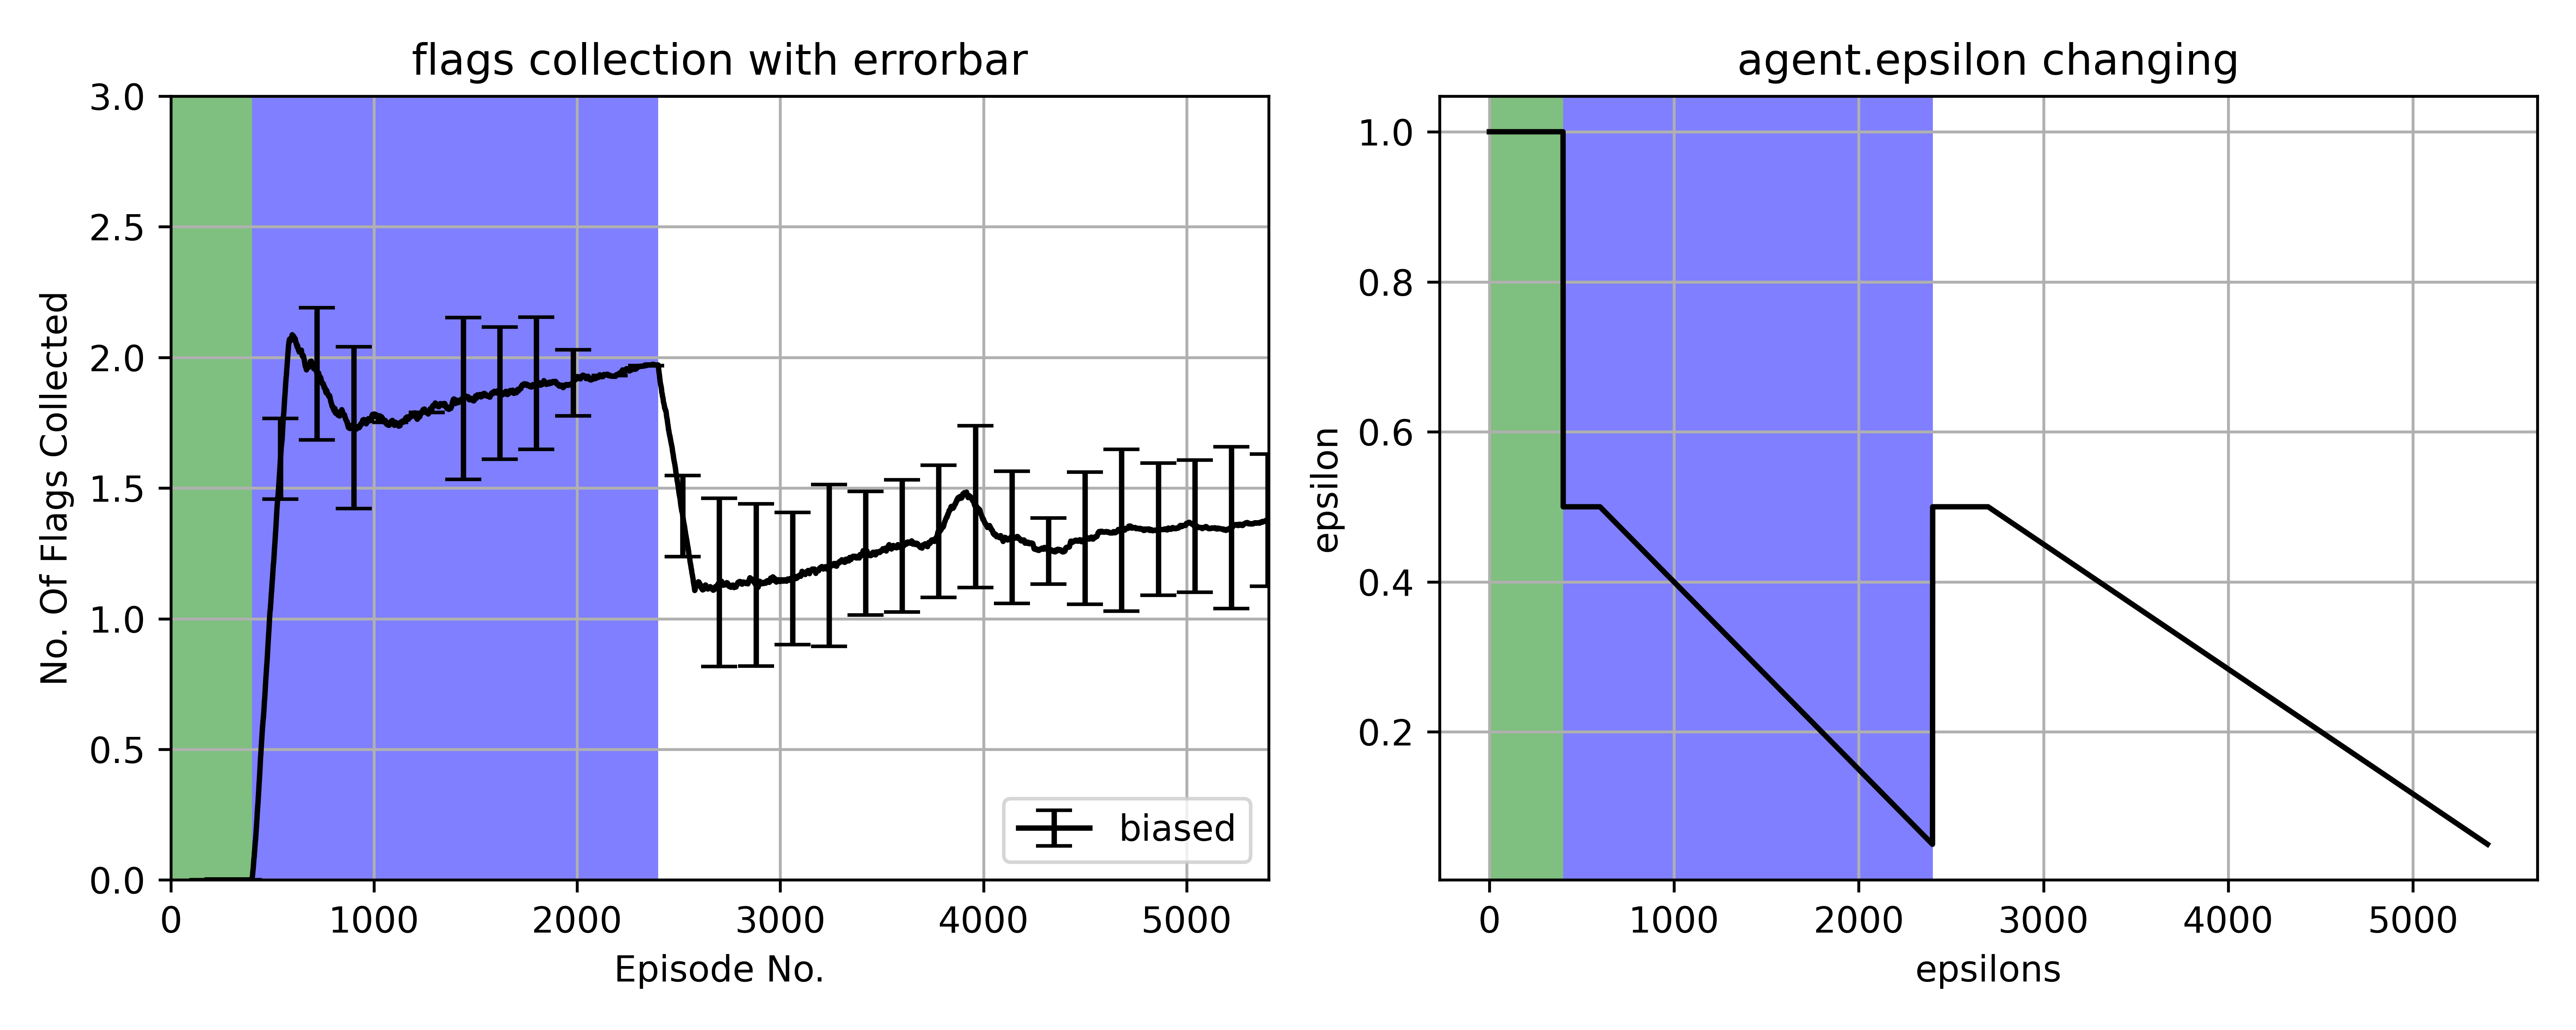 flags collection with errorbar
3.0
2.5
2.0
1.5
1.0
0.5
0.0
No. Of Flags Collected
0 1000 2000 3000 4000 5000
Episode No.
biased
agent.epsilon changing
1.0
0.8
0.6
0.4
0.2
epsilon
0 1000 2000 3000 4000 5000
epsilons